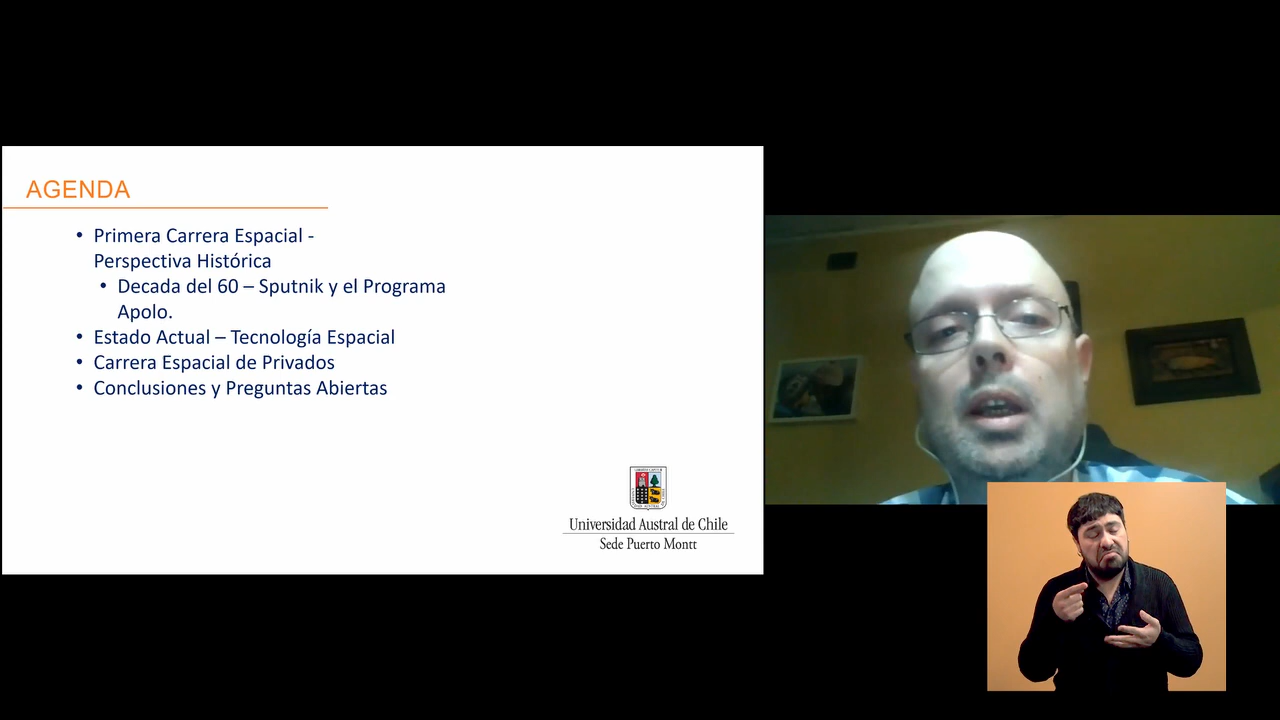 AGENDA
• Primera Carrera Espacial -
Perspectiva Histórica
• Decada del 60 – Sputnik y el Programa
Apolo.
• Estado Actual – Tecnología Espacial
• Carrera Espacial de Privados
• Conclusiones y Preguntas Abiertas
Universidad Austral de Chile
Sede Puerto Montt